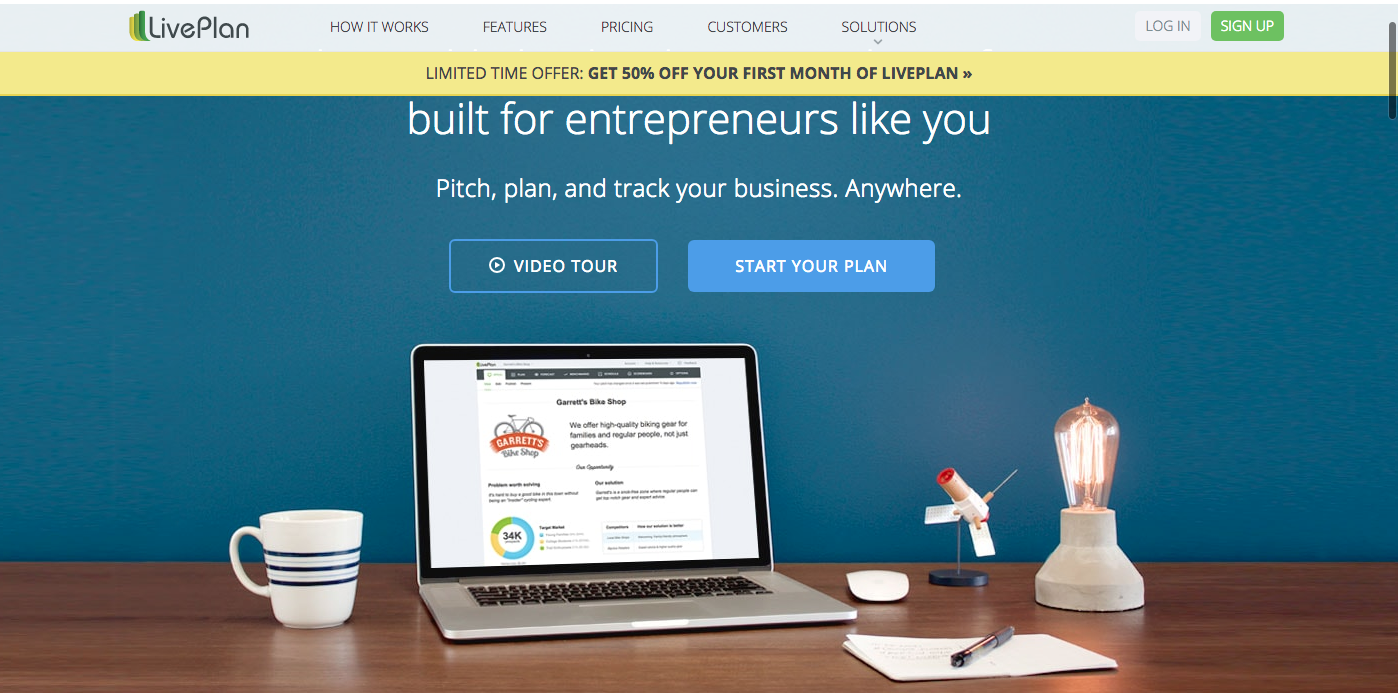 LivePlan
HOW IT WORKS
FEATURES
PRICING
CUSTOMERS
SOLUTIONS
LOG IN
SIGN UP
LIMITED TIME OFFER: GET 50% OFF YOUR FIRST MONTH OF LIVEPLAN »
built for entrepreneurs like you
Pitch, plan, and track your business. Anywhere.
VIDEO TOUR
START YOUR PLAN
LivePlan
Garrett's Bike Shop
GARRETT'S
Bike Shop
We offer high-quality biking gear for
families and regular people, not just
gearheads.
Our Opportunity
Problem worth solving
It's hard to buy a good bike in this town without
being an "insider" cycling expert
Our solution
Garrett's is a snob-free store where regular people can
get top notch gear and expert advice
34K
Target Market
Competitors
How our solution is better